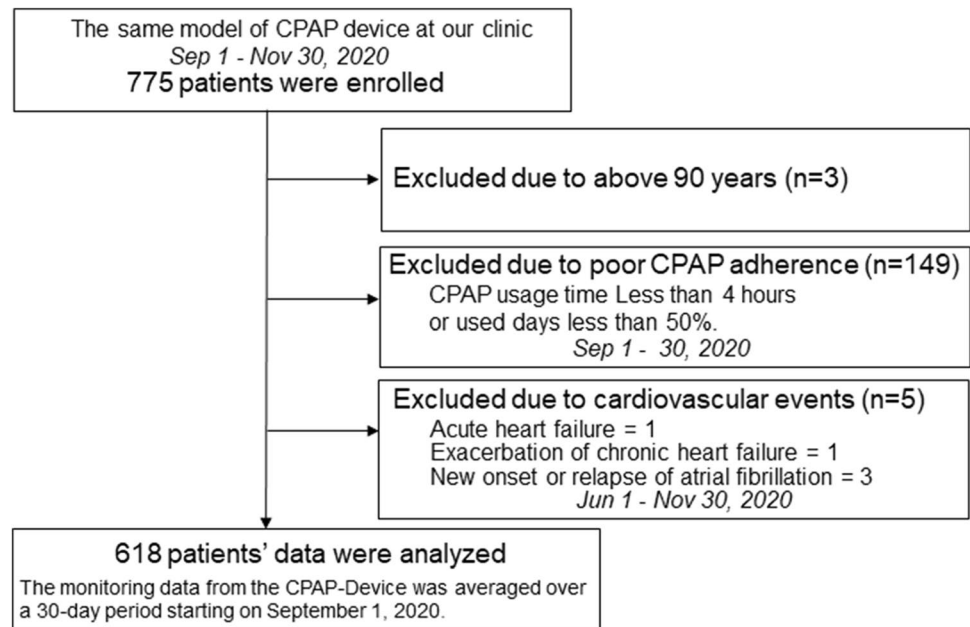 The same model of CPAP device at our clinic
Sep 1 - Nov 30, 2020
775 patients were enrolled
Excluded due to above 90 years (n=3)
Excluded due to poor CPAP adherence (n=149)
CPAP usage time Less than 4 hours
or used days less than 50%.
Sep 1 - 30, 2020
Excluded due to cardiovascular events (n=5)
Acute heart failure = 1
Exacerbation of chronic heart failure = 1
New onset or relapse of atrial fibrillation = 3
Jun 1 - Nov 30, 2020
618 patients’ data were analyzed
The monitoring data from the CPAP-Device was averaged over
a 30-day period starting on September 1, 2020.